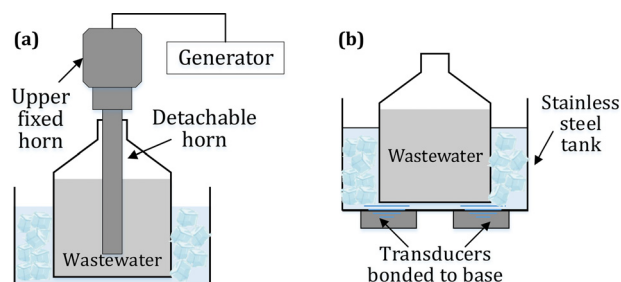 (a)
Generator
Upper
fixed
horn
Detachable
horn
Wastewater
(b)
Stainless
steel
tank
Wastewater
Transducers
bonded to base